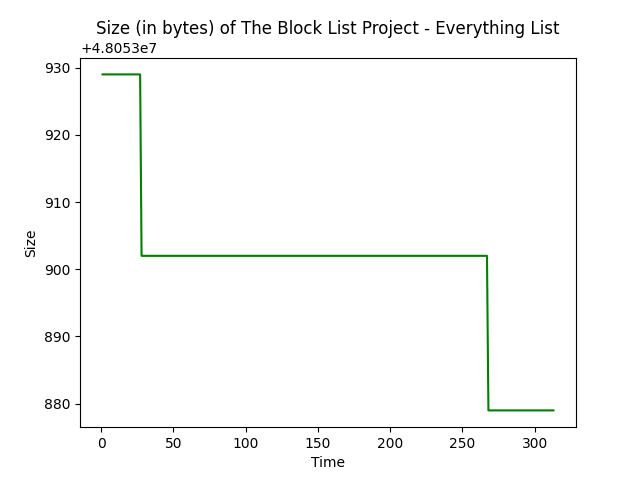 Size (in bytes) of The Block List Project - Everything List
+4.8053e7
930
920
910
900
890
880
Size
0 50 100 150 200 250 300
Time